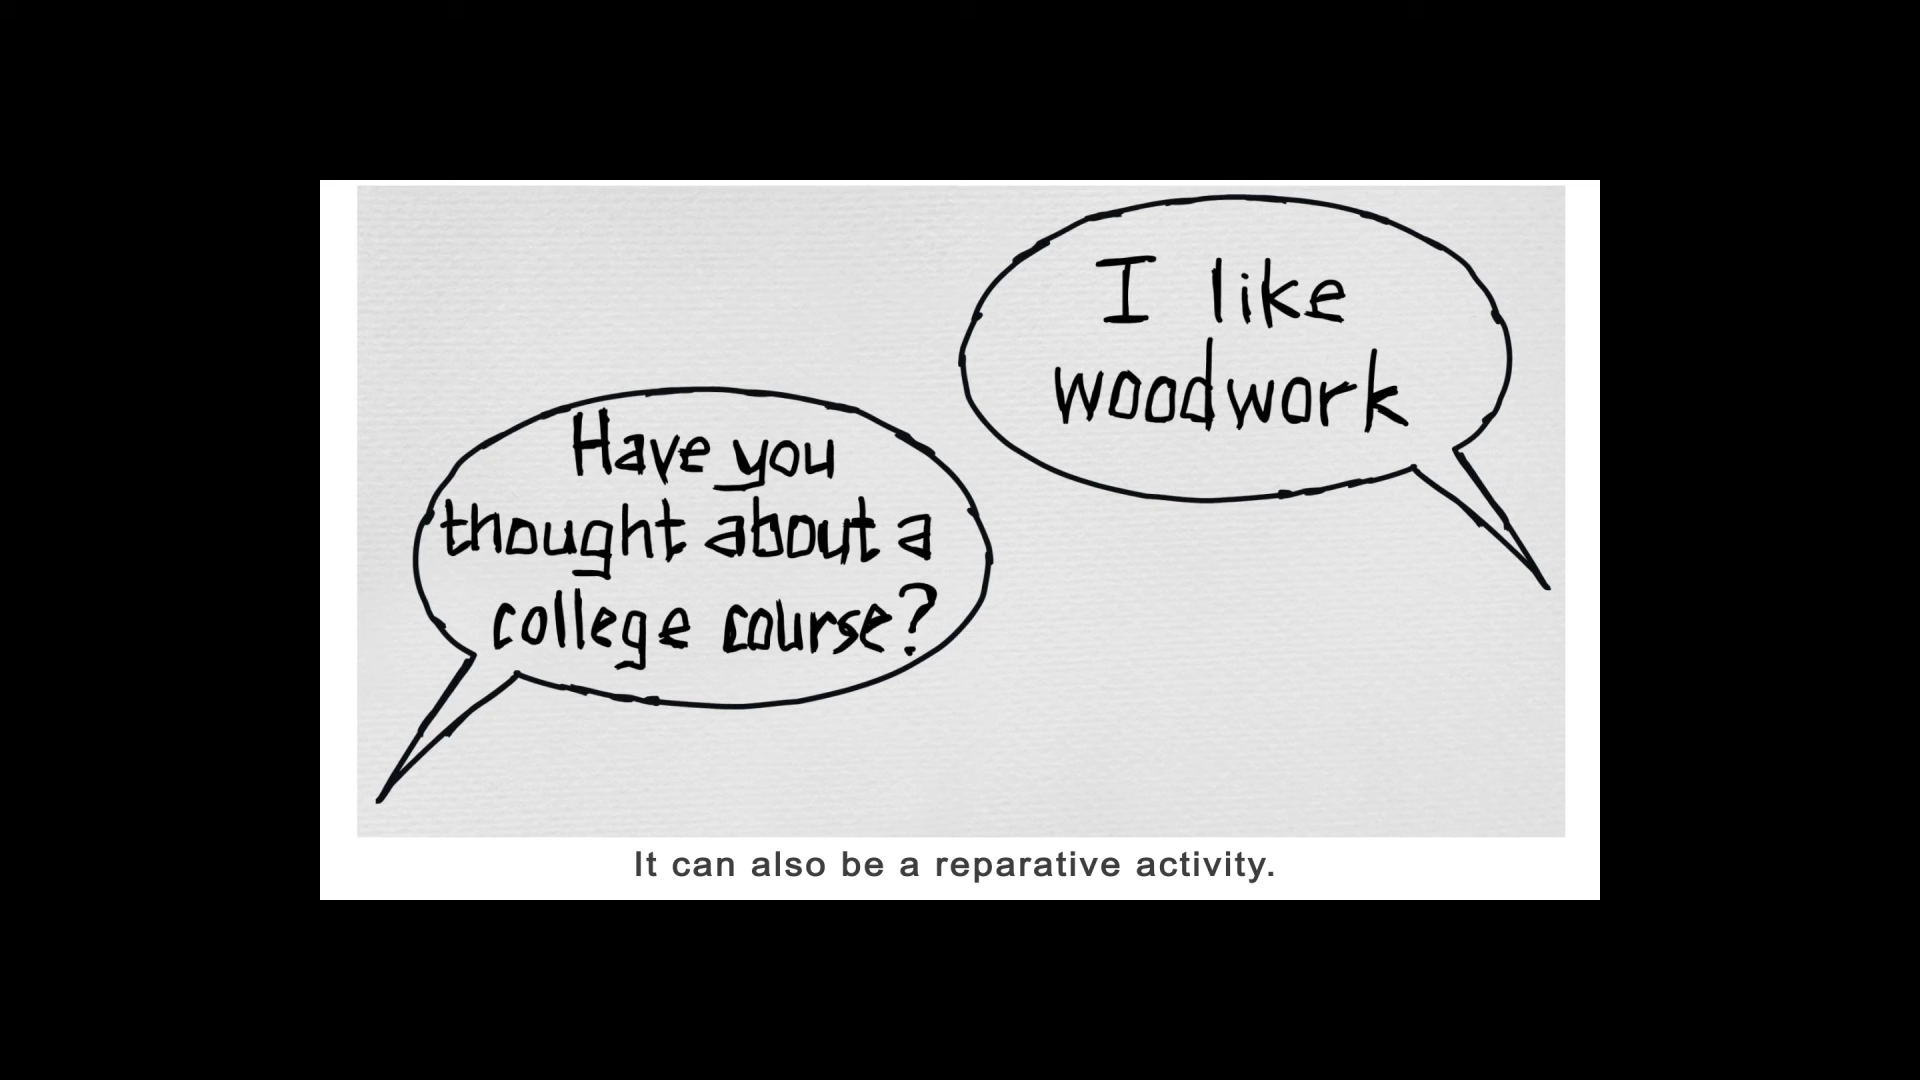 I like
woodwork
Have you
thought about a
college course?
It can also be a reparative activity.